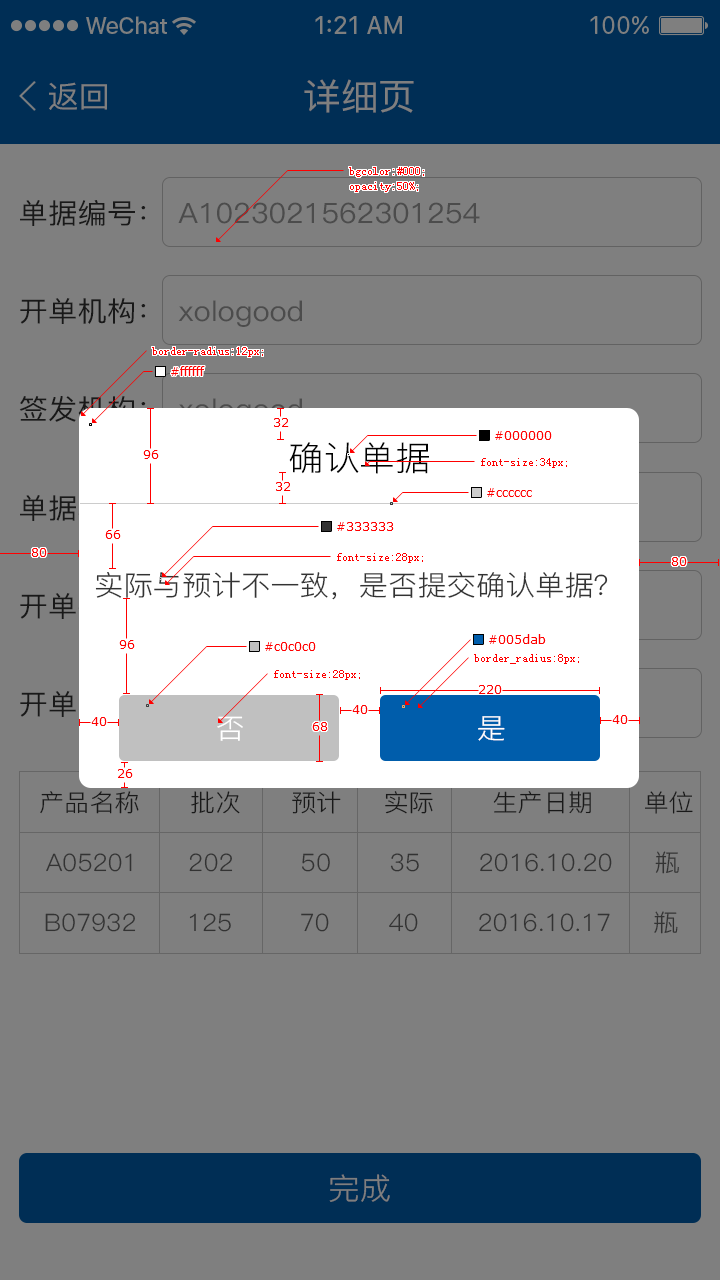 WeChat 1:21 AM 100%
返回 详细页
bgcolor:#000;
opacity:50%;
单据编号： A1023021562301254
开单机构： xologood
border-radius:12px;
#ffffff
签发机构： xologood
32
#000000
96
确认单据
font-size:34px;
32
#cccccc
单据
#333333
66
80
font-size:28px;
80
实际与预计不一致，是否提交确认单据？
开单
#005dab
96
#c0c0c0
border_radius:8px;
font-size:28px;
220
开单
40
否
68
40
是
40
26
产品名称 批次 预计 实际 生产日期 单位
A05201 202 50 35 2016.10.20 瓶
B07932 125 70 40 2016.10.17 瓶
完成